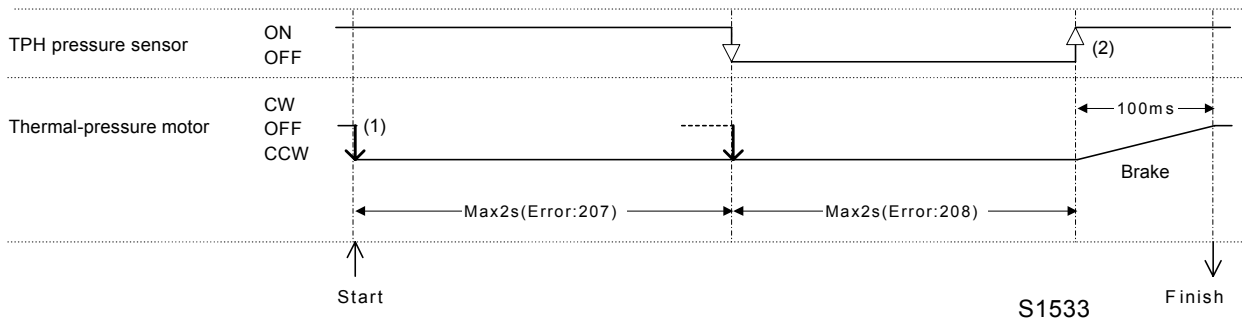 TPH pressure sensor
ON
OFF
(2)
Thermal-pressure motor
CW
OFF
CCW
(1)
100ms
Brake
Max2s(Error:207)
Max2s(Error:208)
Start
Finish
S1533